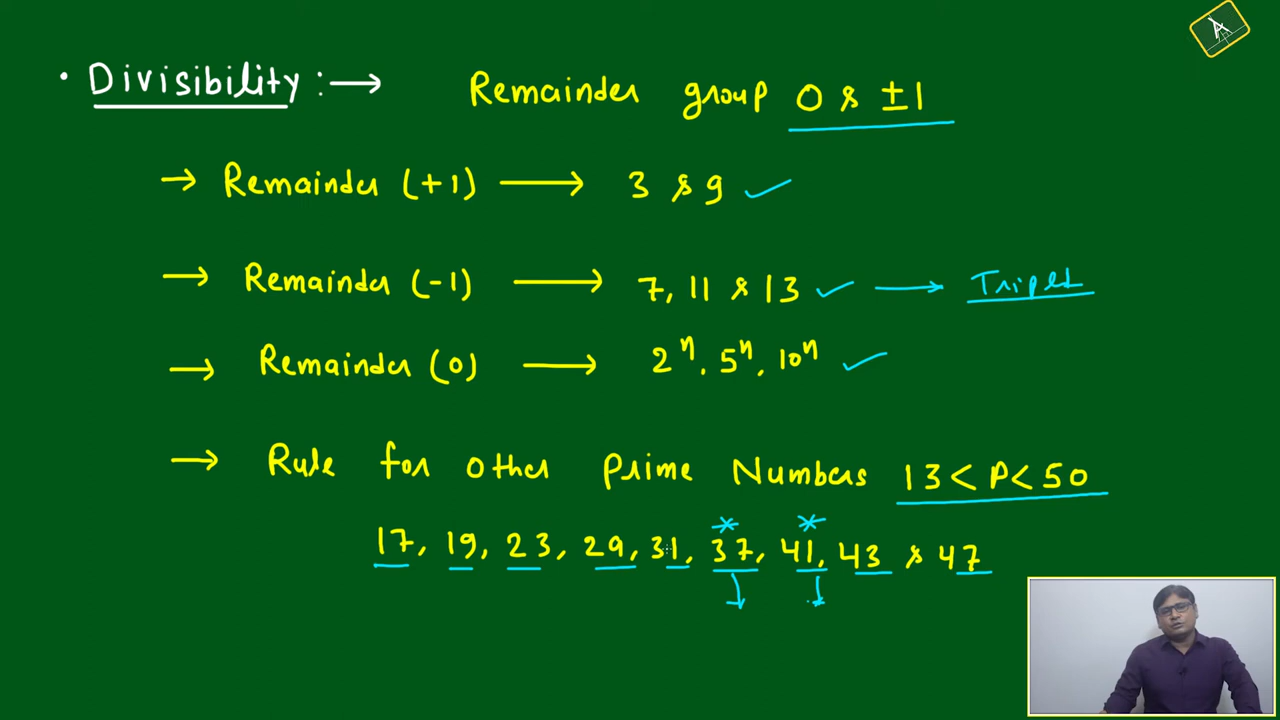 • Divisibility :→ Remainder group 0 & ±1
→ Remainder (+1) → 3 & 9 ✓
→ Remainder (-1) → 7, 11 & 13 ✓ → Triplet
→ Remainder (0) → 2ⁿ, 5ⁿ, 10ⁿ ✓
→ Rule for other Prime Numbers 13 < P < 50
17, 19, 23, 29, 31, 37, 41, 43 & 47